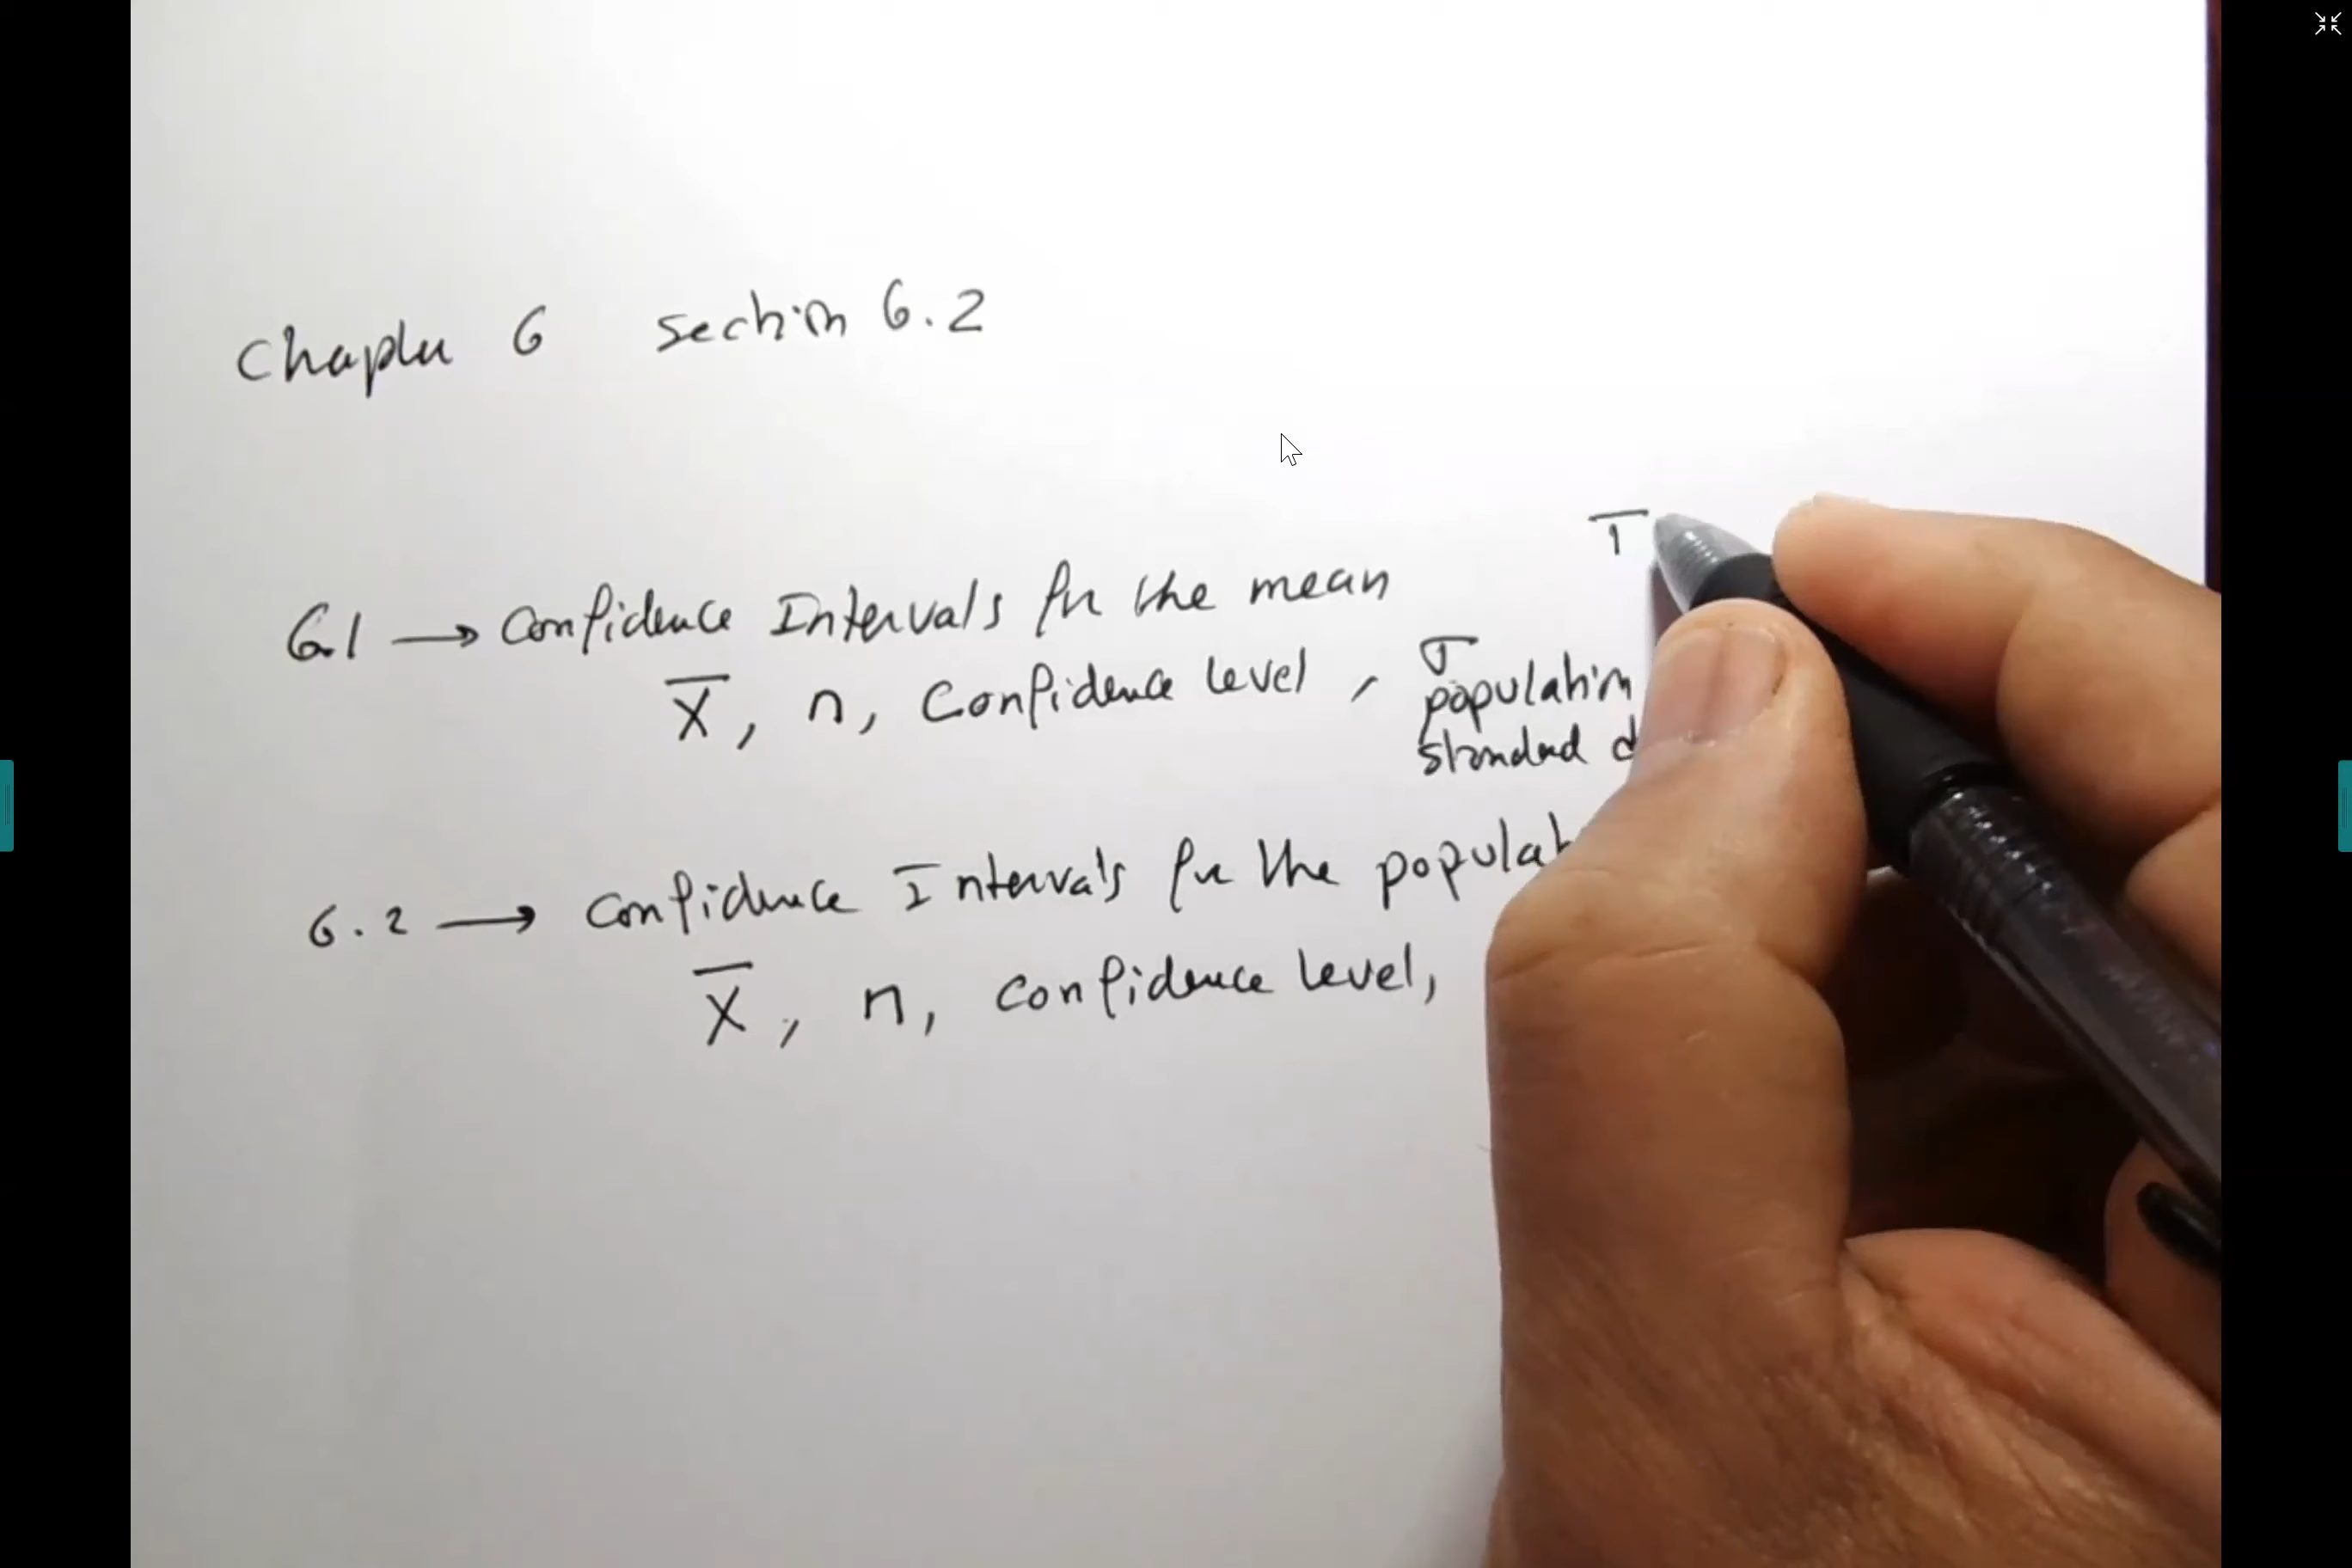 Chapter 6 section 6.2
6.1 → Confidence Intervals for the mean
X̄, n, Confidence level, σ
population
standard d
6.2 → Confidence Intervals for the populat
X̄, n, confidence level,